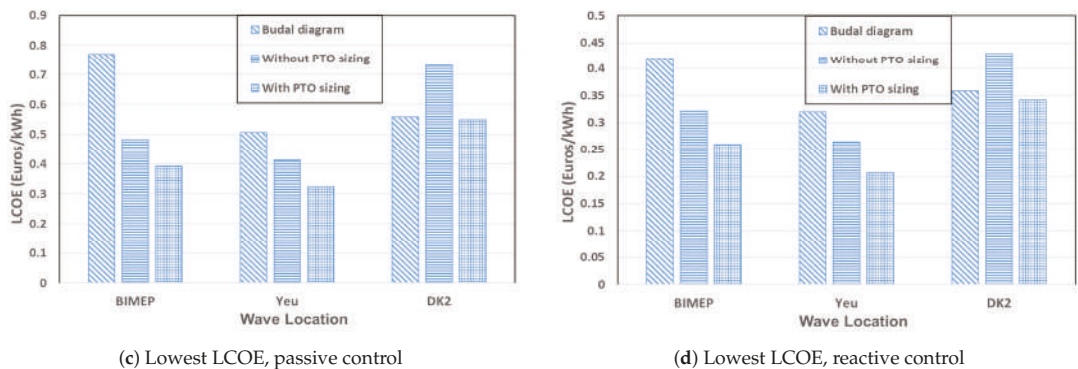 0.9
0.8
0.7
0.6
0.5
0.4
0.3
0.2
0.1
0
LCOE (Euros/kWh)
Budal diagram
Without PTO sizing
With PTO sizing
BIMEP Yeu DK2
Wave Location
(c) Lowest LCOE, passive control
0.5
0.45
0.4
0.35
0.3
0.25
0.2
0.15
0.1
0.05
0
LCOE (Euros/kWh)
Budal diagram
Without PTO sizing
With PTO sizing
BIMEP Yeu DK2
Wave Location
(d) Lowest LCOE, reactive control